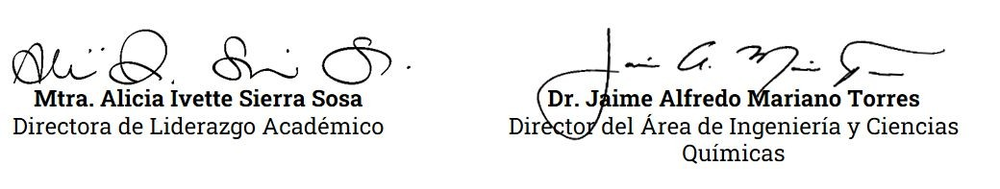 Mtra. Alicia Ivette Sierra Sosa
Directora de Liderazgo Académico
Dr. Jaime Alfredo Mariano Torres
Director del Área de Ingeniería y Ciencias
Químicas